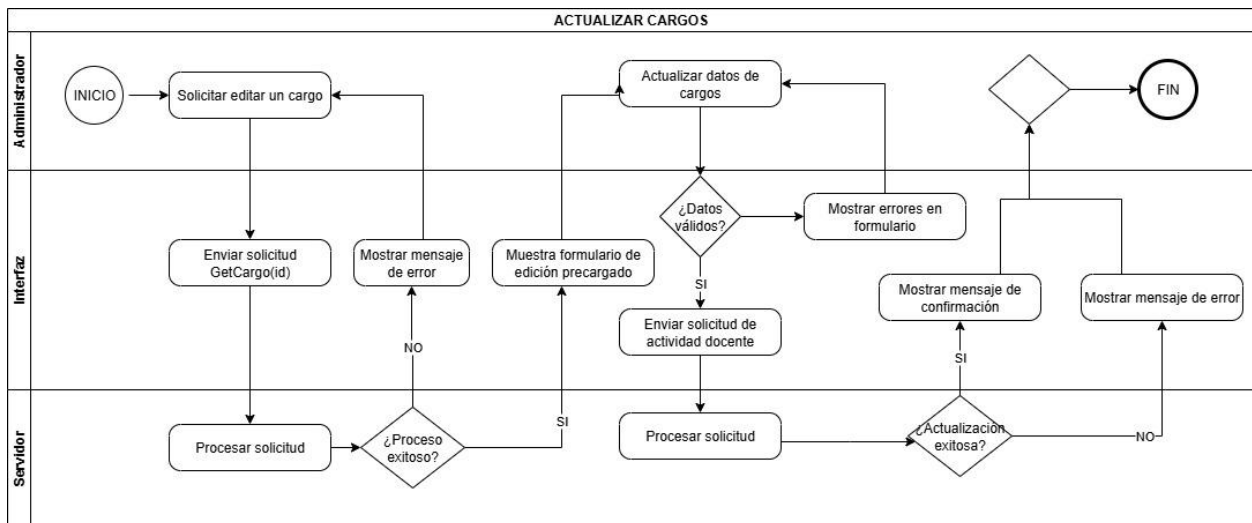 ACTUALIZAR CARGOS
Administrador
INICIO
Solicitar editar un cargo
Actualizar datos de
cargos
FIN
Interfaz
Enviar solicitud
GetCargo(id)
Mostrar mensaje
de error
Muestra formulario de
edición precargado
¿Datos
válidos?
Mostrar errores en
formulario
SI
Enviar solicitud de
actividad docente
Mostrar mensaje de
confirmación
Mostrar mensaje de error
NO
SI
Servidor
Procesar solicitud
¿Proceso
exitoso?
SI
Procesar solicitud
¿Actualización
exitosa?
NO